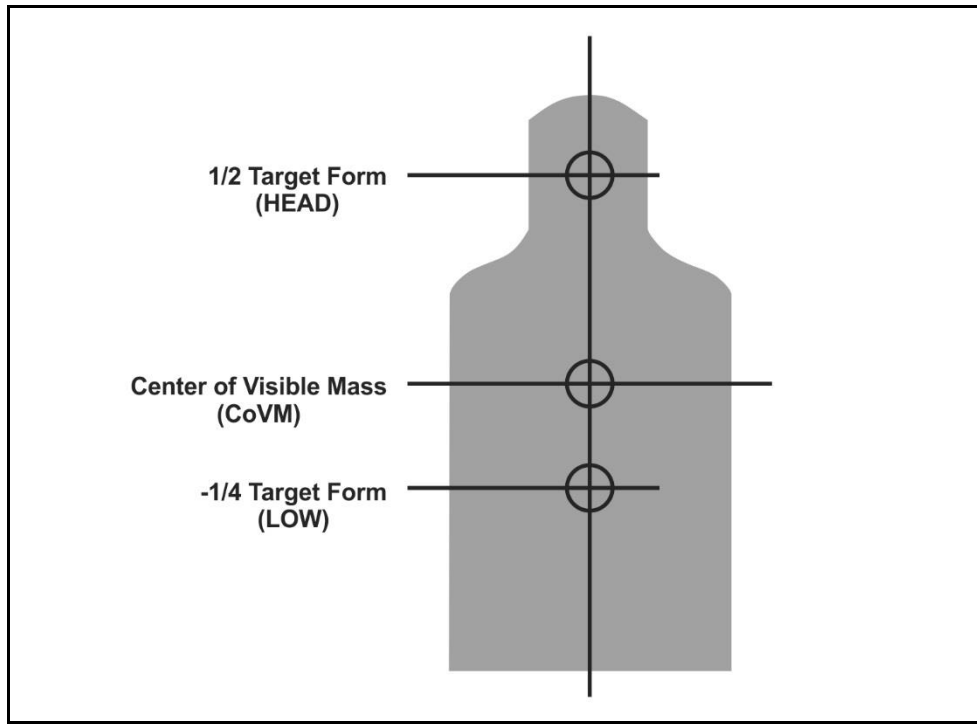 1/2 Target Form
(HEAD)
Center of Visible Mass
(CoVM)
-1/4 Target Form
(LOW)